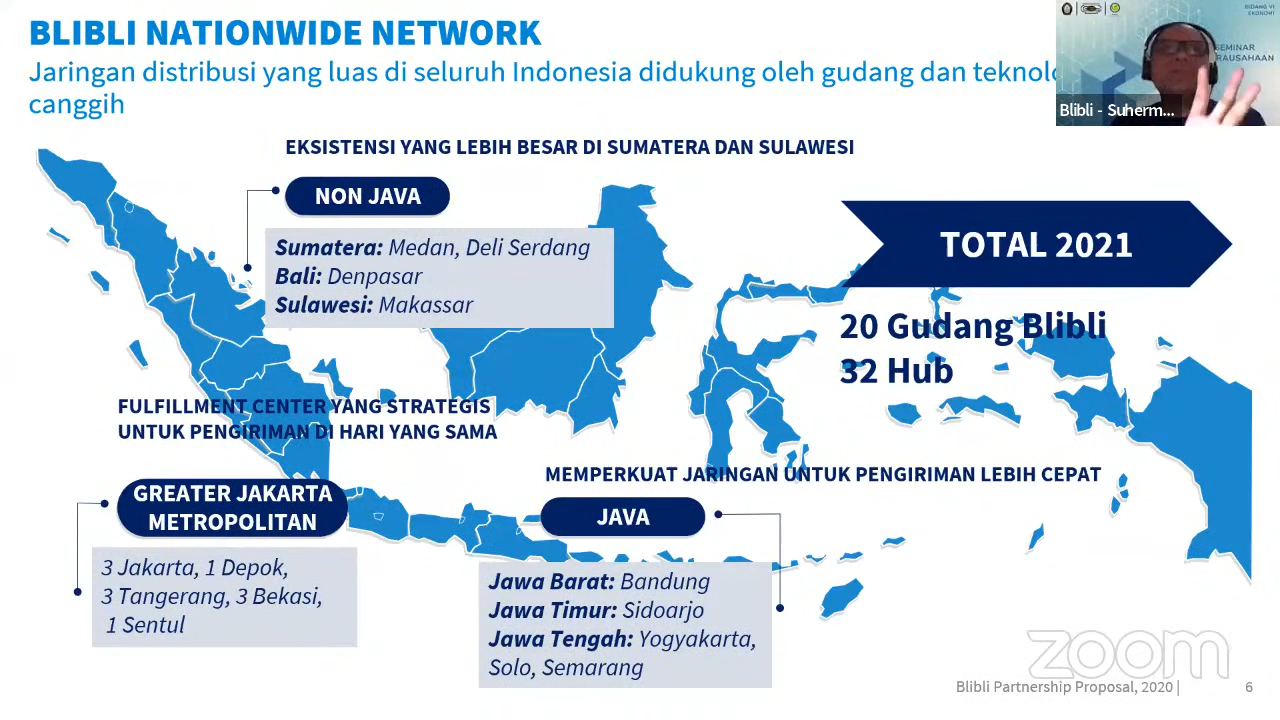 BLIBLI NATIONWIDE NETWORK
Jaringan distribusi yang luas di seluruh Indonesia didukung oleh gudang dan
canggih
BIDANG VI
EKONOMI
SEMINAR
Blibli - Suherm...
EKSISTENSI YANG LEBIH BESAR DI SUMATERA DAN SULAWESI
NON JAVA
Sumatera: Medan, Deli Serdang
Bali: Denpasar
Sulawesi: Makassar
TOTAL 2021
20 Gudang Blibli
32 Hub
FULFILLMENT CENTER YANG STRATEGIS
UNTUK PENGIRIMAN DI HARI YANG SAMA
GREATER JAKARTA
METROPOLITAN
3 Jakarta, 1 Depok,
3 Tangerang, 3 Bekasi,
1 Sentul
MEMPERKUAT JARINGAN UNTUK PENGIRIMAN LEBIH CEPAT
JAVA
Jawa Barat: Bandung
Jawa Timur: Sidoarjo
Jawa Tengah: Yogyakarta,
Solo, Semarang
zoom
Blibli Partnership Proposal, 2020 | 6